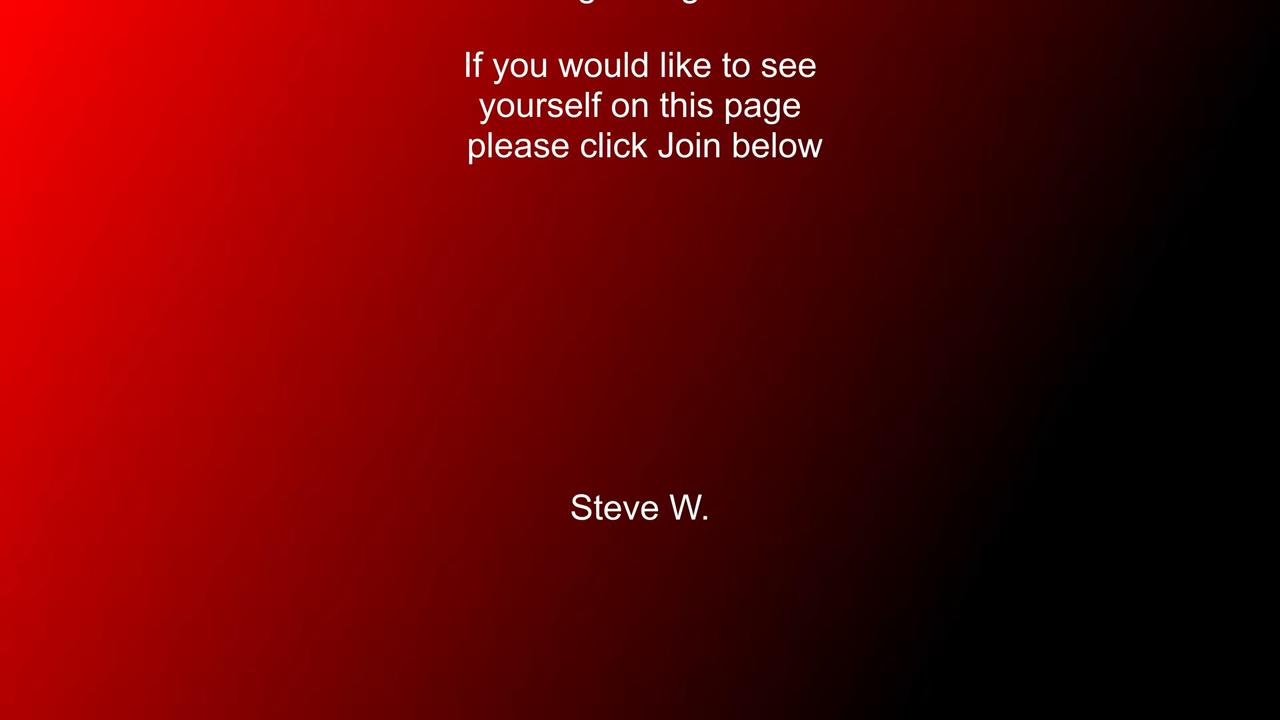 If you would like to see
yourself on this page
please click Join below
Steve W.